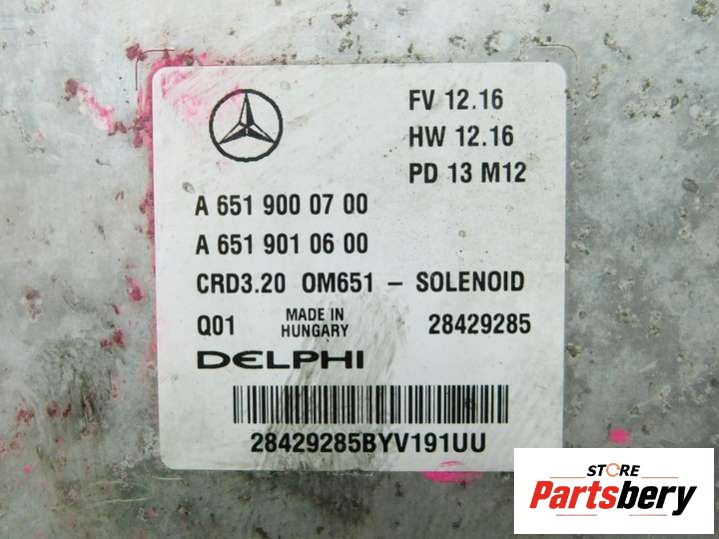 FV 12.16
HW 12.16
PD 13 M12
A 651 900 07 00
A 651 901 06 00
CRD3.20 OM651 – SOLENOID
Q01 MADE IN HUNGARY 28429285
DELPHI
28429285BYV191UU
STORE
Partsbery